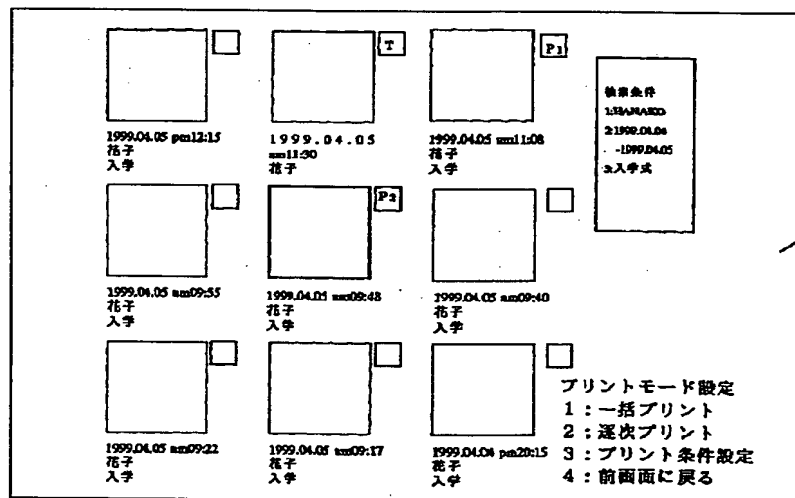 T
P1
1999.04.05 pm12:15
花子
入学
1999.04.05
am11:30
花子
1999.04.05 am11:08
花子
入学
検索条件
1:HANAKO
2:1999.04.04
-1999.04.05
3:入学式
P2
1999.04.05 am09:55
花子
入学
1999.04.05 am09:48
花子
入学
1999.04.05 am09:40
花子
入学
1999.04.05 am09:22
花子
入学
1999.04.05 am09:17
花子
入学
1999.04.04 pm20:15
花子
入学
プリントモード設定
1:一括プリント
2:逐次プリント
3:プリント条件設定
4:前画面に戻る